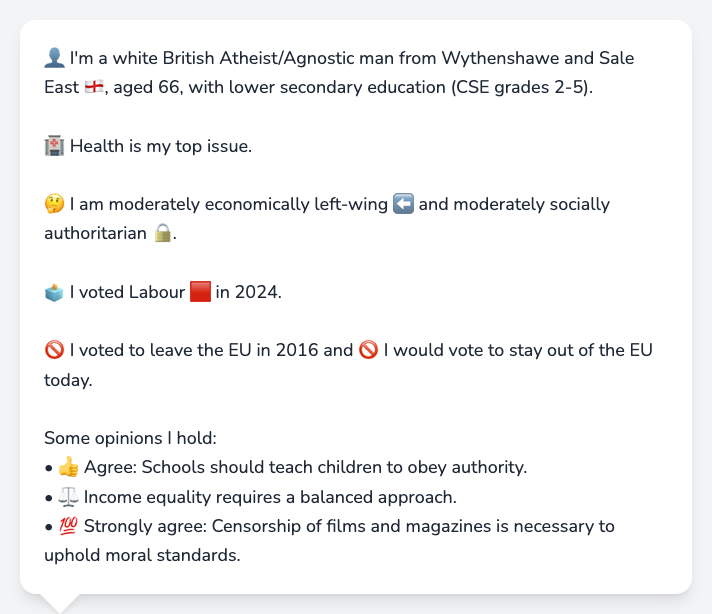 👤 I'm a white British Atheist/Agnostic man from Wythenshawe and Sale
East 🏴󠁧󠁢󠁥󠁮󠁧󠁿, aged 66, with lower secondary education (CSE grades 2-5).
🏥 Health is my top issue.
🤔 I am moderately economically left-wing ⬅️ and moderately socially
authoritarian 🔒.
🗳️ I voted Labour 🟥 in 2024.
🚫 I voted to leave the EU in 2016 and 🚫 I would vote to stay out of the EU
today.
Some opinions I hold:
• 👍 Agree: Schools should teach children to obey authority.
• ⚖️ Income equality requires a balanced approach.
• 💯 Strongly agree: Censorship of films and magazines is necessary to
uphold moral standards.